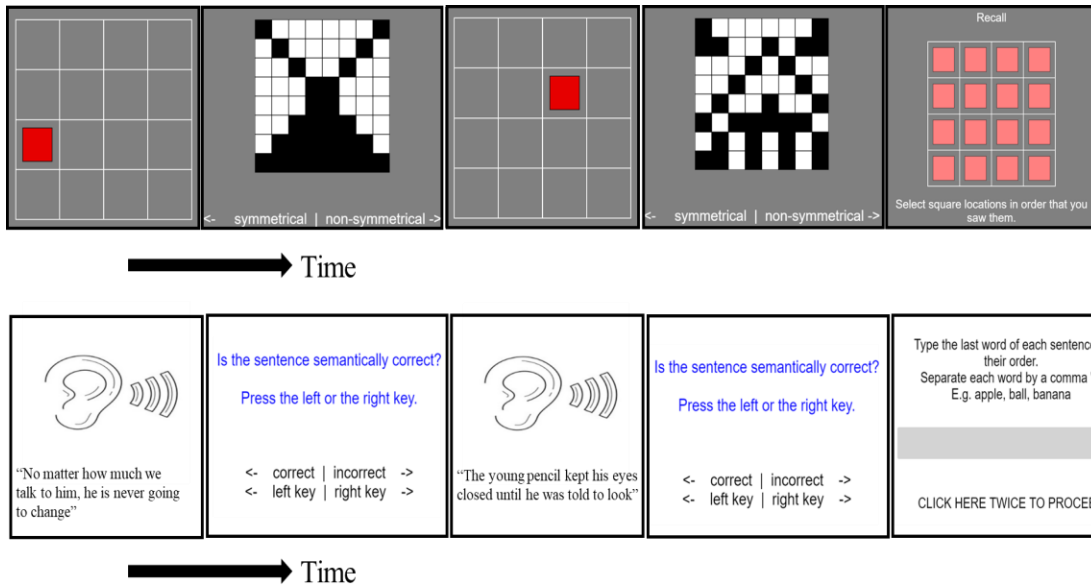 Recall
<- symmetrical | non-symmetrical ->
<- symmetrical | non-symmetrical ->
Select square locations in order that you
saw them.
Time
"No matter how much we
talk to him, he is never going
to change"
Is the sentence semantically correct?
Press the left or the right key.
<- correct | incorrect ->
<- left key | right key ->
"The young pencil kept his eyes
closed until he was told to look"
Is the sentence semantically correct?
Press the left or the right key.
<- correct | incorrect ->
<- left key | right key ->
Type the last word of each sentence
their order.
Separate each word by a comma
E.g. apple, ball, banana
CLICK HERE TWICE TO PROCEE
Time